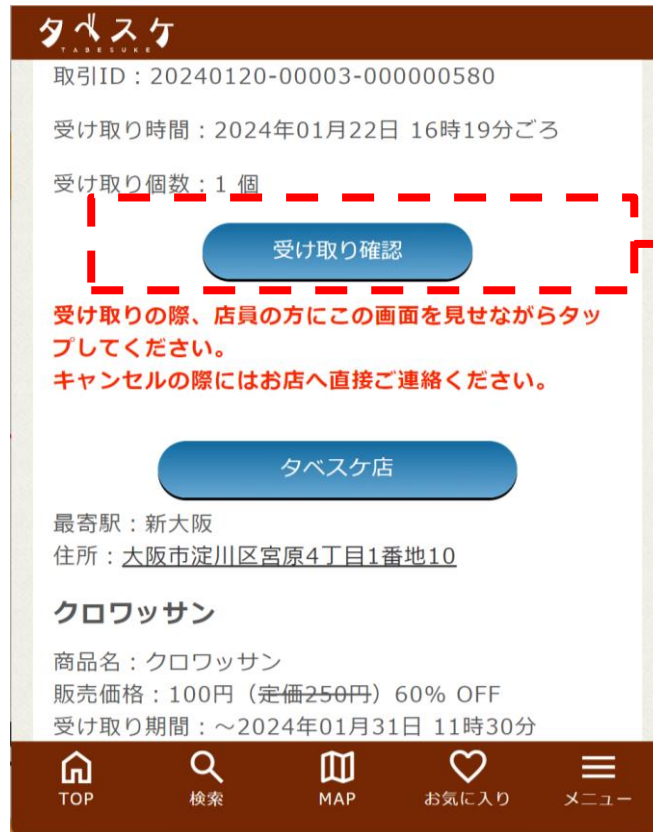 タベスケ
TABESUKE
取引ID：20240120-00003-000000580
受け取り時間：2024年01月22日 16時19分ごろ
受け取り個数：1 個
受け取り確認
受け取りの際、店員の方にこの画面を見せながらタッ
プしてください。
キャンセルの際にはお店へ直接ご連絡ください。
タベスケ店
最寄駅：新大阪
住所：大阪市淀川区宮原4丁目1番地10
クロワッサン
商品名：クロワッサン
販売価格：100円（定価250円）60% OFF
受け取り期間：～2024年01月31日 11時30分
TOP 検索 MAP お気に入り メニュー